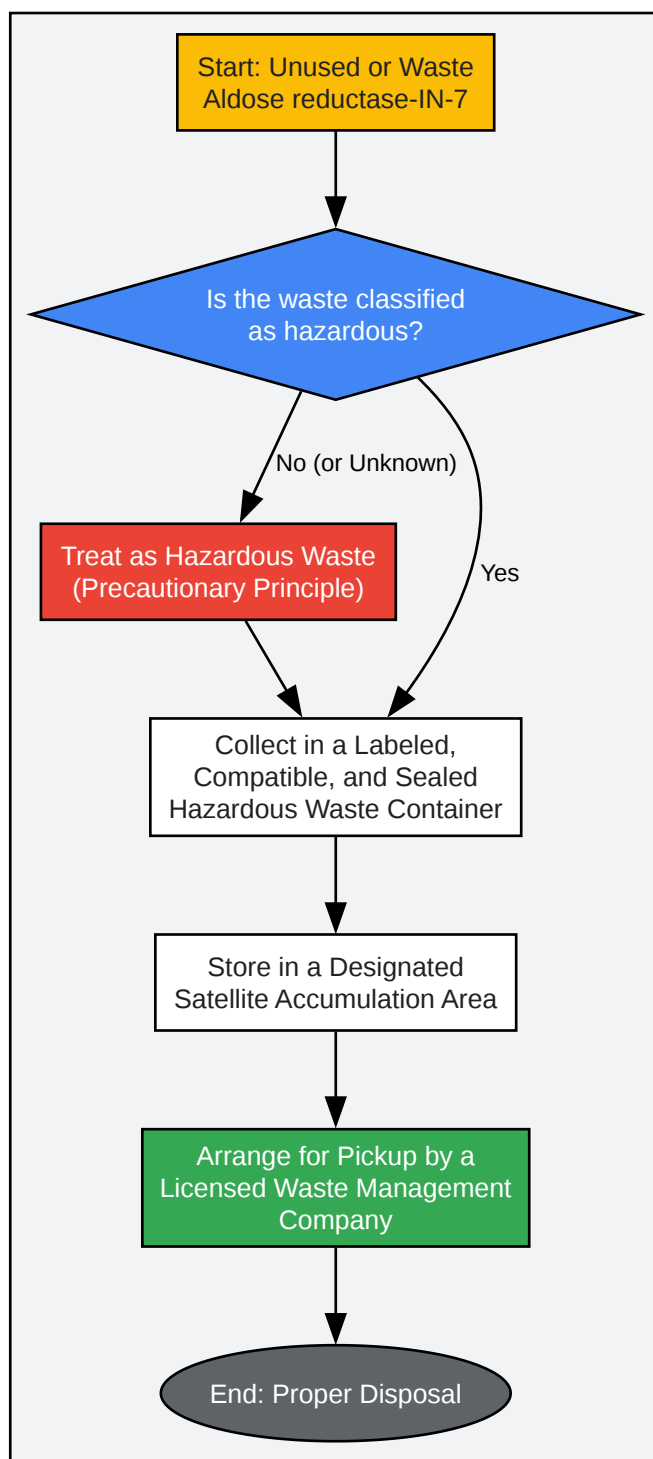 Start: Unused or Waste
Aldose reductase-IN-7
Is the waste classified
as hazardous?
No (or Unknown)
Treat as Hazardous Waste
(Precautionary Principle)
Yes
Collect in a Labeled,
Compatible, and Sealed
Hazardous Waste Container
Store in a Designated
Satellite Accumulation Area
Arrange for Pickup by a
Licensed Waste Management
Company
End: Proper Disposal